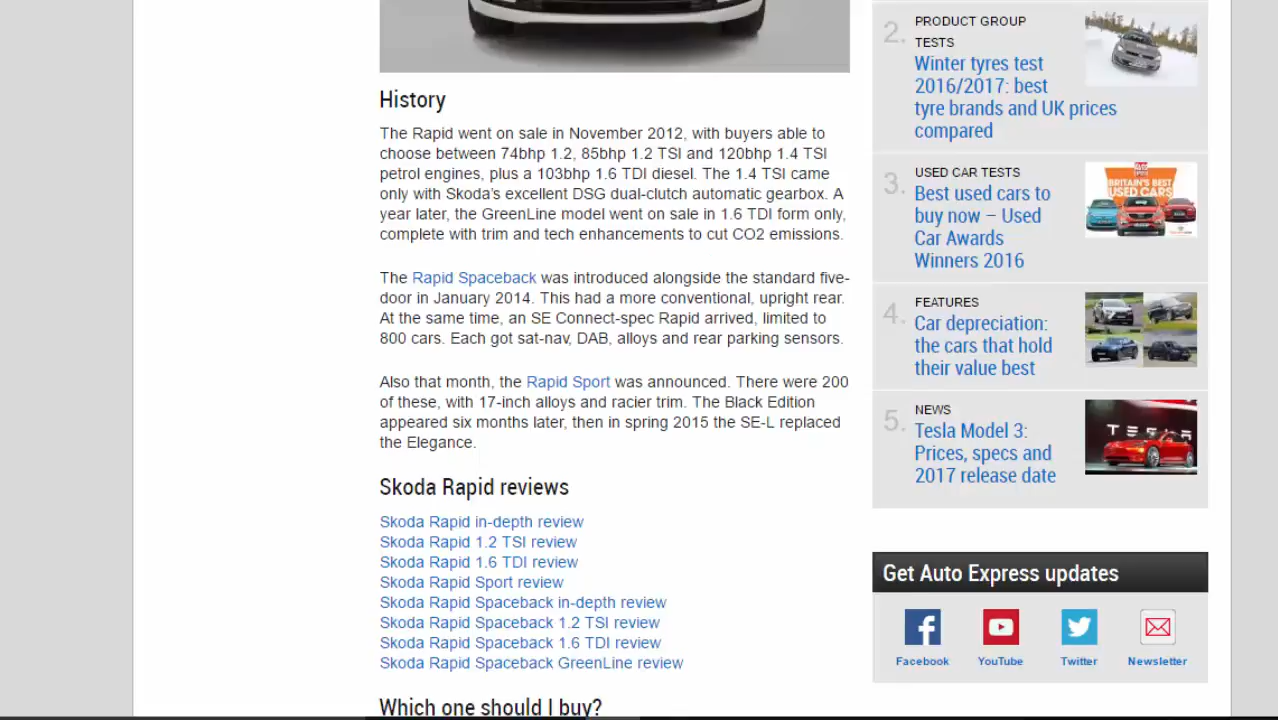 History
The Rapid went on sale in November 2012, with buyers able to
choose between 74bhp 1.2, 85bhp 1.2 TSI and 120bhp 1.4 TSI
petrol engines, plus a 103bhp 1.6 TDI diesel. The 1.4 TSI came
only with Skoda’s excellent DSG dual-clutch automatic gearbox. A
year later, the GreenLine model went on sale in 1.6 TDI form only,
complete with trim and tech enhancements to cut CO2 emissions.
The Rapid Spaceback was introduced alongside the standard five-
door in January 2014. This had a more conventional, upright rear.
At the same time, an SE Connect-spec Rapid arrived, limited to
800 cars. Each got sat-nav, DAB, alloys and rear parking sensors.
Also that month, the Rapid Sport was announced. There were 200
of these, with 17-inch alloys and racier trim. The Black Edition
appeared six months later, then in spring 2015 the SE-L replaced
the Elegance.
Skoda Rapid reviews
Skoda Rapid in-depth review
Skoda Rapid 1.2 TSI review
Skoda Rapid 1.6 TDI review
Skoda Rapid Sport review
Skoda Rapid Spaceback in-depth review
Skoda Rapid Spaceback 1.2 TSI review
Skoda Rapid Spaceback 1.6 TDI review
Skoda Rapid Spaceback GreenLine review
Which one should I buy?
2.
PRODUCT GROUP
TESTS
Winter tyres test
2016/2017: best
tyre brands and UK prices
compared
3.
USED CAR TESTS
Best used cars to
buy now – Used
Car Awards
Winners 2016
BRITAIN'S BEST
USED CARS
4.
FEATURES
Car depreciation:
the cars that hold
their value best
5.
NEWS
Tesla Model 3:
Prices, specs and
2017 release date
TESLA
Get Auto Express updates
Facebook
YouTube
Twitter
Newsletter